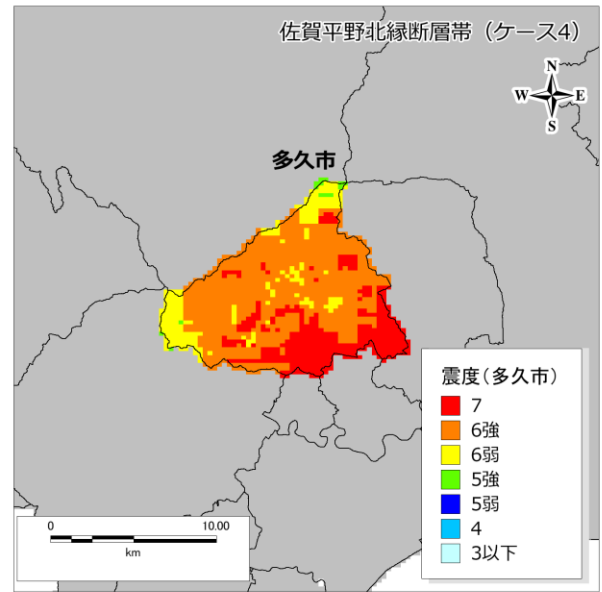 佐賀平野北縁断層帯（ケース4）
N
W E
S
多久市
震度（多久市）
7
6強
6弱
5強
5弱
4
3以下
0 10.00
km